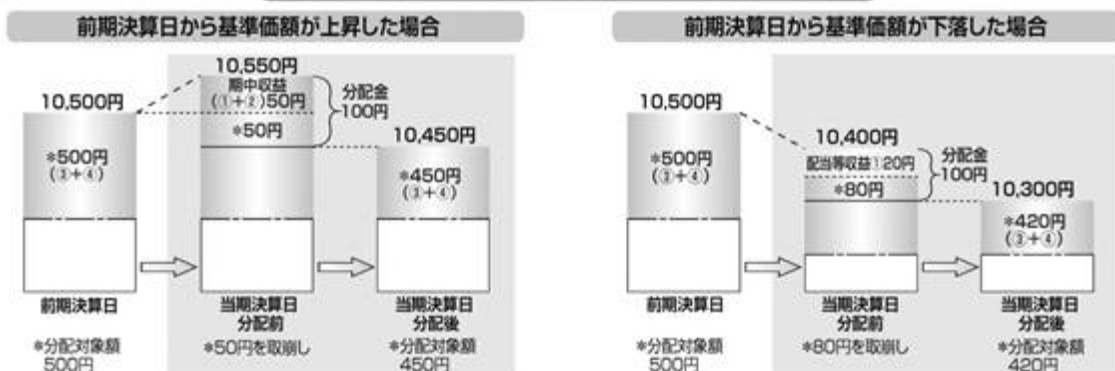 前期決算日から基準価額が上昇した場合
10,500円
*500円
(③+④)
前期決算日
*分配対象額
500円
10,550円
期中収益
(①+②)50円
*50円
分配金
100円
当期決算日
分配前
*50円を取崩し
10,450円
*450円
(③+④)
当期決算日
分配後
*分配対象額
450円
前期決算日から基準価額が下落した場合
10,500円
*500円
(③+④)
前期決算日
*分配対象額
500円
10,400円
配当等収益①20円
*80円
分配金
100円
当期決算日
分配前
*80円を取崩し
10,300円
*420円
(③+④)
当期決算日
分配後
*分配対象額
420円